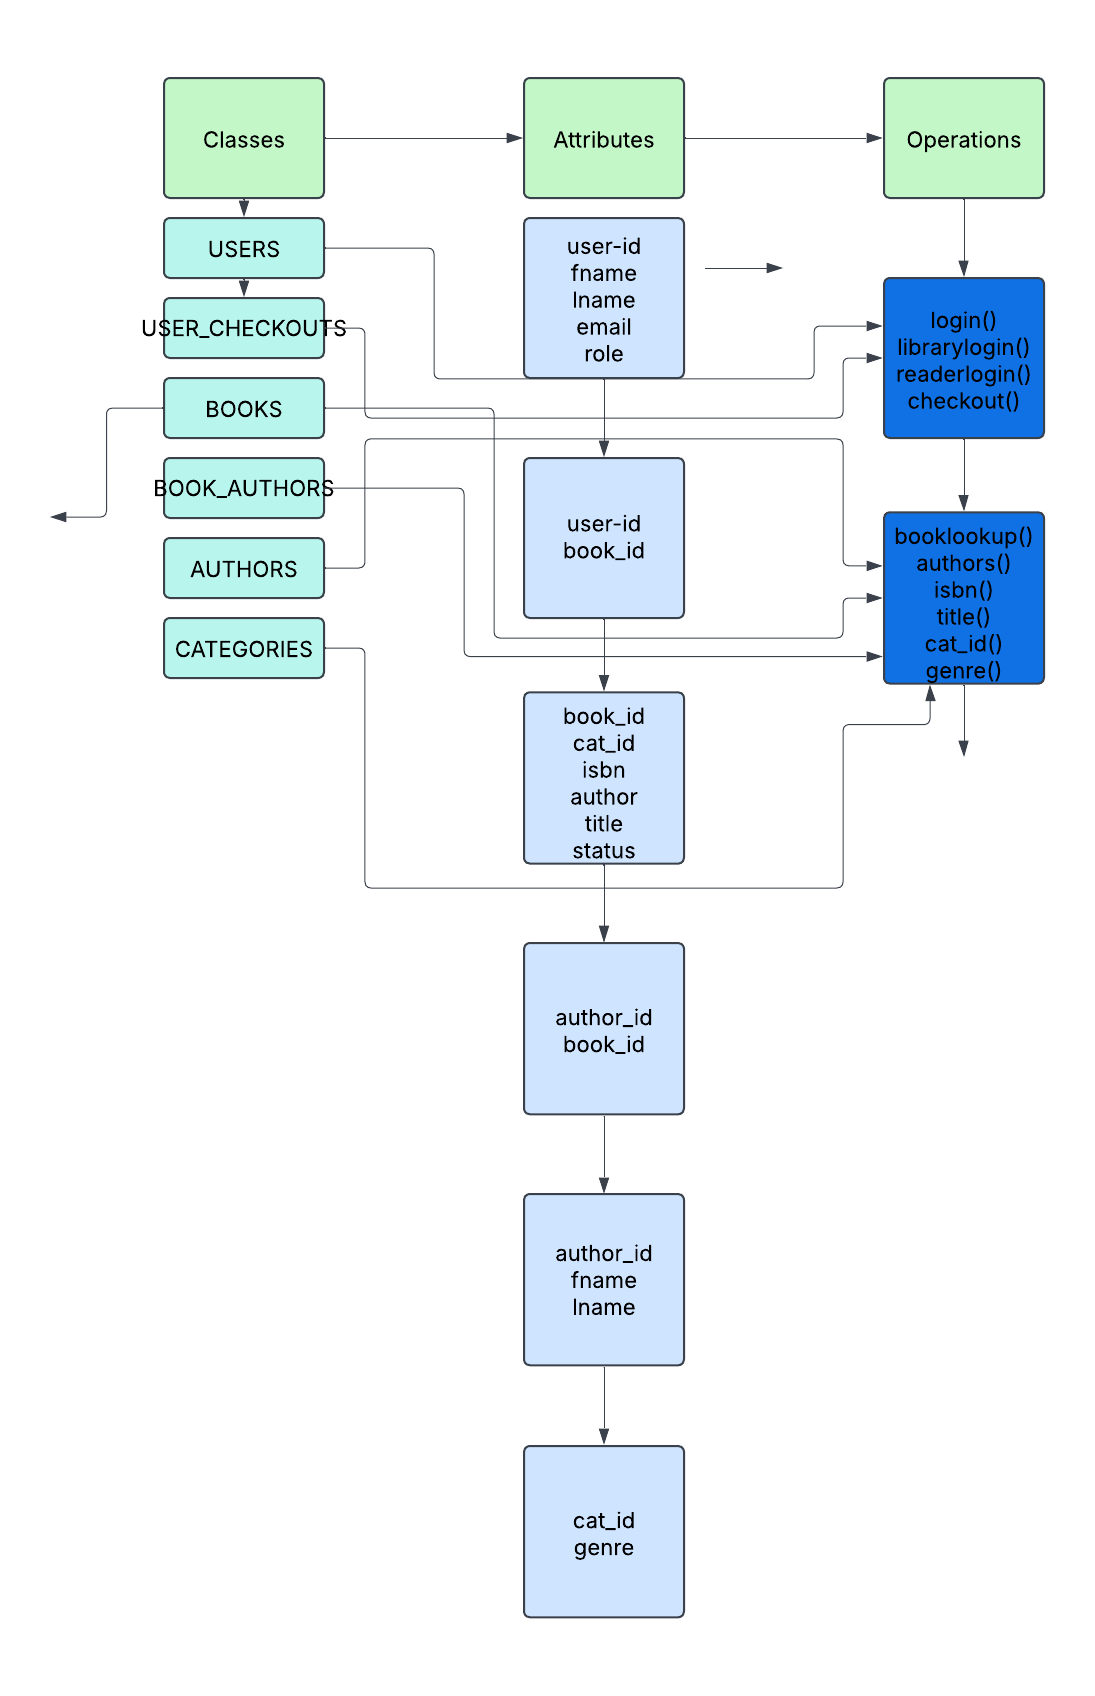 Classes
Attributes
Operations
USERS
USER_CHECKOUTS
BOOKS
BOOK_AUTHORS
AUTHORS
CATEGORIES
user-id
fname
lname
email
role
user-id
book_id
book_id
cat_id
isbn
author
title
status
author_id
book_id
author_id
fname
lname
cat_id
genre
login()
librarylogin()
readerlogin()
checkout()
booklookup()
authors()
isbn()
title()
cat_id()
genre()